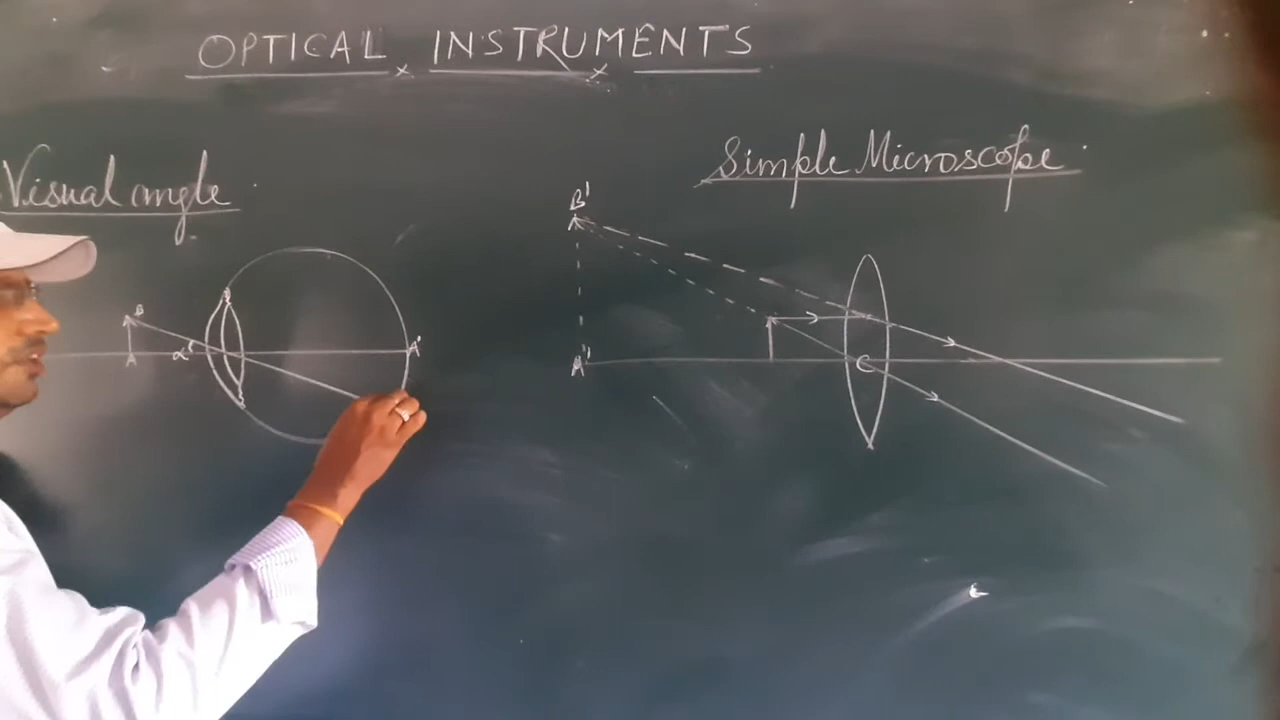 OPTICAL INSTRUMENTS
Visual angle
Simple Microscope
B
A
α
A'
B'
A''
C